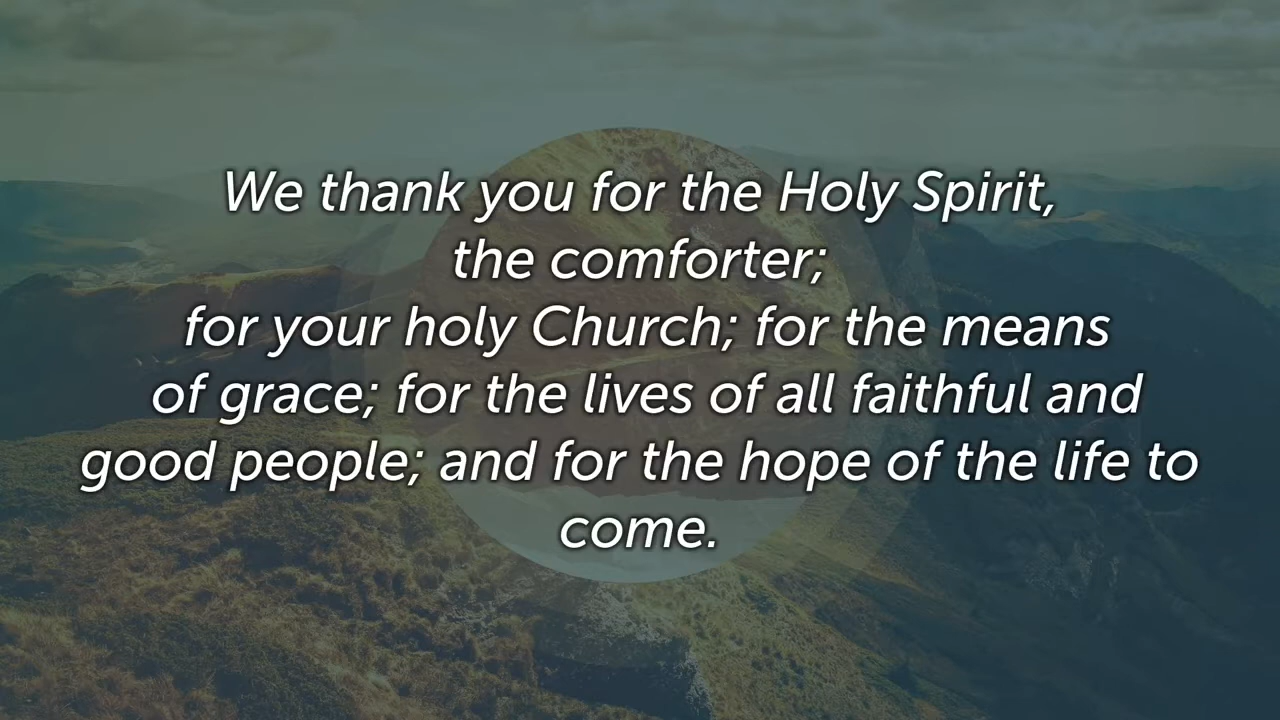 We thank you for the Holy Spirit,
the comforter;
for your holy Church; for the means
of grace; for the lives of all faithful and
good people; and for the hope of the life to
come.